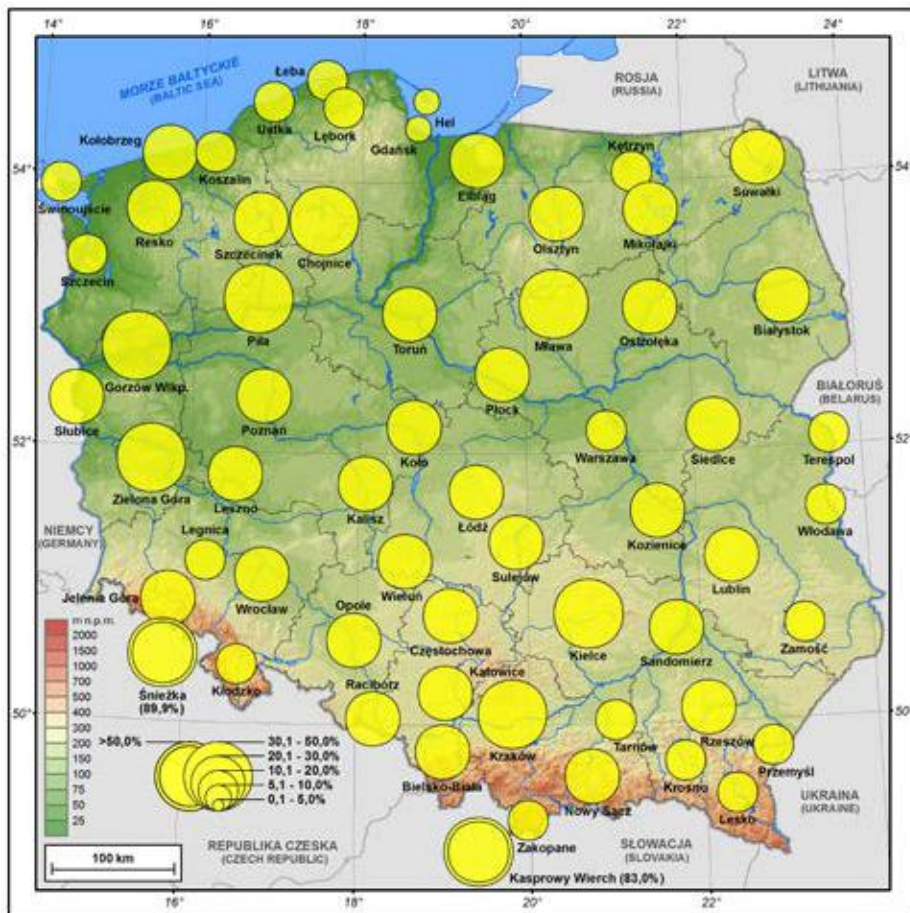 14°
16°
18°
20°
22°
24°
MORZE BAŁTYCKIE
(BALTIC SEA)
ROSJA
(RUSSIA)
LITWA
(LITHUANIA)
Łeba
Ustka
Lębork
Hel
Gdańsk
Kołobrzeg
Koszalin
54°
54°
Kętrzyn
Elbląg
Suwałki
Świnoujście
Resko
Szczecinek
Chojnice
Olsztyn
Mikołajki
Szczecin
Piła
Toruń
Mława
Ostrołęka
Białystok
Gorzów Wlkp.
Płock
BIAŁORUŚ
(BELARUS)
Słubice
Poznań
52°
52°
Koło
Warszawa
Siedlce
Terespol
Zielona Góra
Leszno
Kalisz
Łódź
Kozienice
Włodawa
NIEMCY
(GERMANY)
Legnica
Sulejów
Lublin
Jelenia Góra
Wrocław
Opole
Wieluń
m n.p.m.
2000
1500
1000
700
500
400
300
200
150
100
75
50
25
Częstochowa
Kielce
Sandomierz
Zamość
Śnieżka
(89,9%)
Kłodzko
Racibórz
Katowice
50°
50°
>50,0%
30,1 - 50,0%
20,1 - 30,0%
10,1 - 20,0%
5,1 - 10,0%
0,1 - 5,0%
Kraków
Tarnów
Rzeszów
Przemyśl
Bielsko-Biała
Nowy Sącz
Krosno
Lesko
UKRAINA
(UKRAINE)
100 km
REPUBLIKA CZESKA
(CZECH REPUBLIC)
Zakopane
SŁOWACJA
(SLOVAKIA)
Kasprowy Wierch (83,0%)
16°
18°
20°
22°